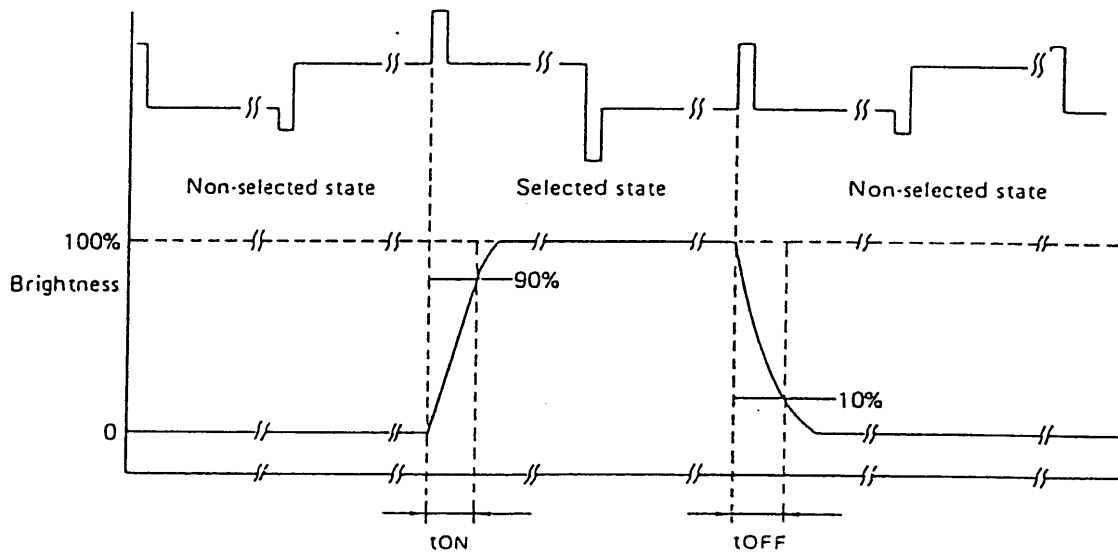 Non-selected state
Selected state
Non-selected state
100%
Brightness
90%
10%
0
tON
tOFF